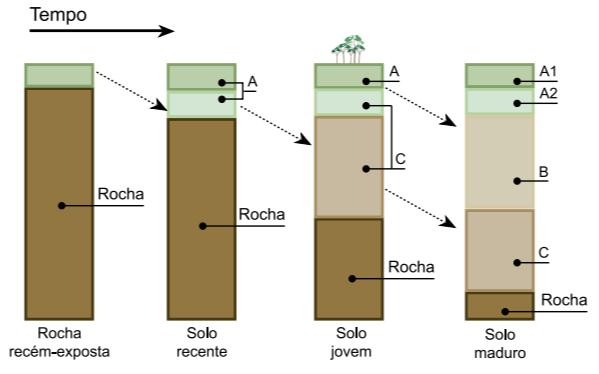 Tempo
Rocha
Rocha
recém-exposta
A
Rocha
Solo
recente
A
C
Rocha
Solo
jovem
A1
A2
B
C
Rocha
Solo
maduro